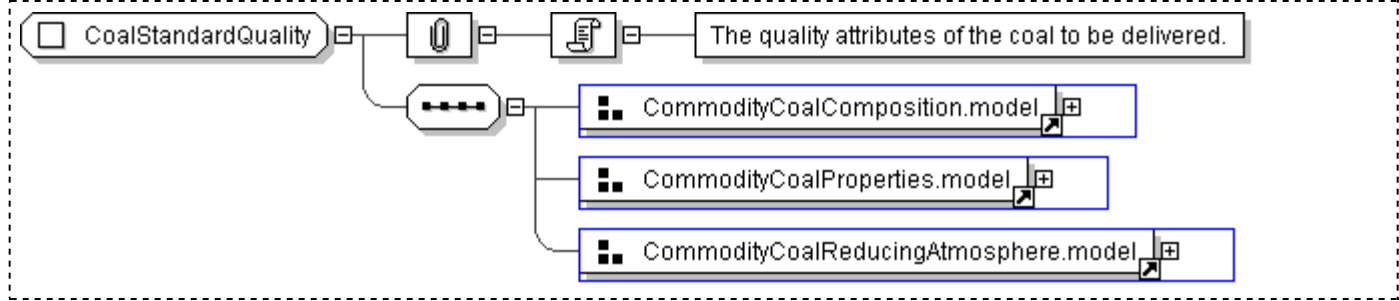 CoalStandardQuality
The quality attributes of the coal to be delivered.
CommodityCoalComposition.model
CommodityCoalProperties.model
CommodityCoalReducingAtmosphere.model